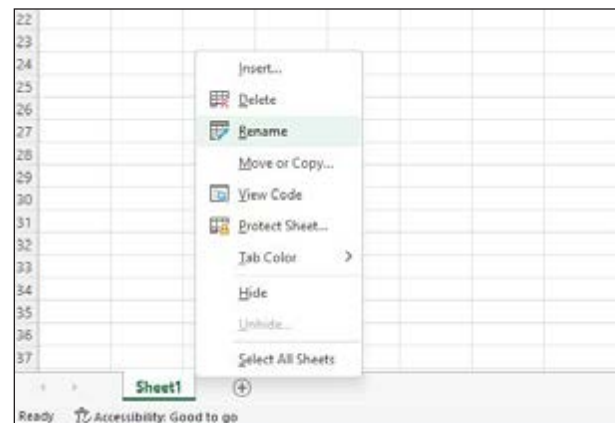 22
23
24
25
26
27
28
29
30
31
32
33
34
35
36
37
Insert...
Delete
Rename
Move or Copy...
View Code
Protect Sheet...
Tab Color
Hide
Unhide...
Select All Sheets
Sheet1
Ready Accessibility: Good to go